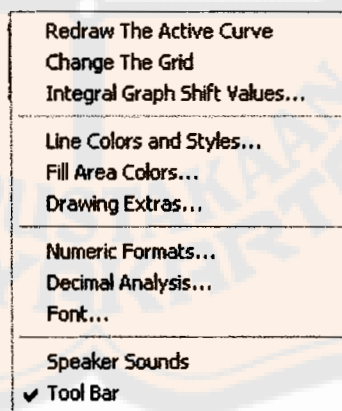 Redraw The Active Curve
Change The Grid
Integral Graph Shift Values...
Line Colors and Styles...
Fill Area Colors...
Drawing Extras...
Numeric Formats...
Decimal Analysis...
Font...
Speaker Sounds
✓ Tool Bar